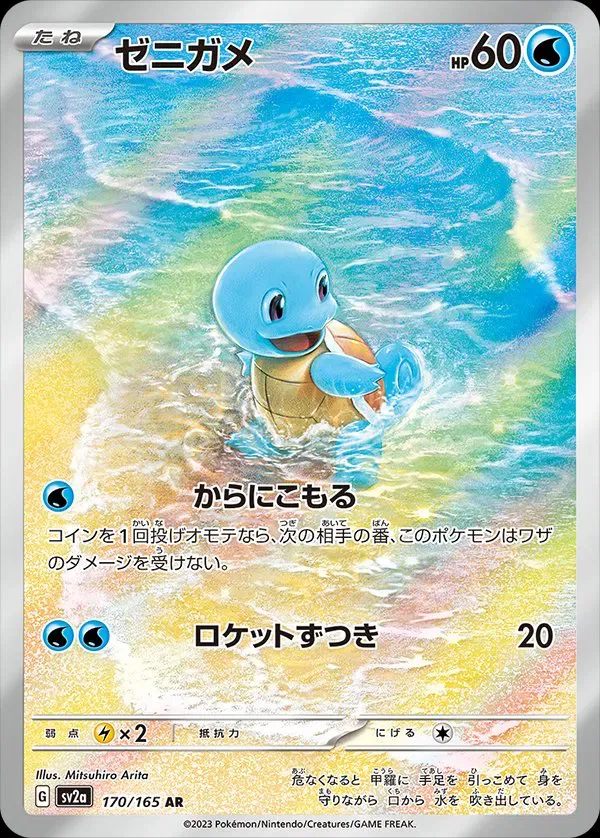 たね ゼニガメ HP60
からにこもる
コインを1回投げオモテなら、次の相手の番、このポケモンはワザ
のダメージを受けない。
ロケットずつき 20
弱点 ×2 抵抗力 にげる
Illus. Mitsuhiro Arita
G sv2a 170/165 AR
危なくなると 甲羅に 手足を 引っこめて 身を
守りながら 口から 水を 吹き出している。
©2023 Pokémon/Nintendo/Creatures/GAME FREAK.